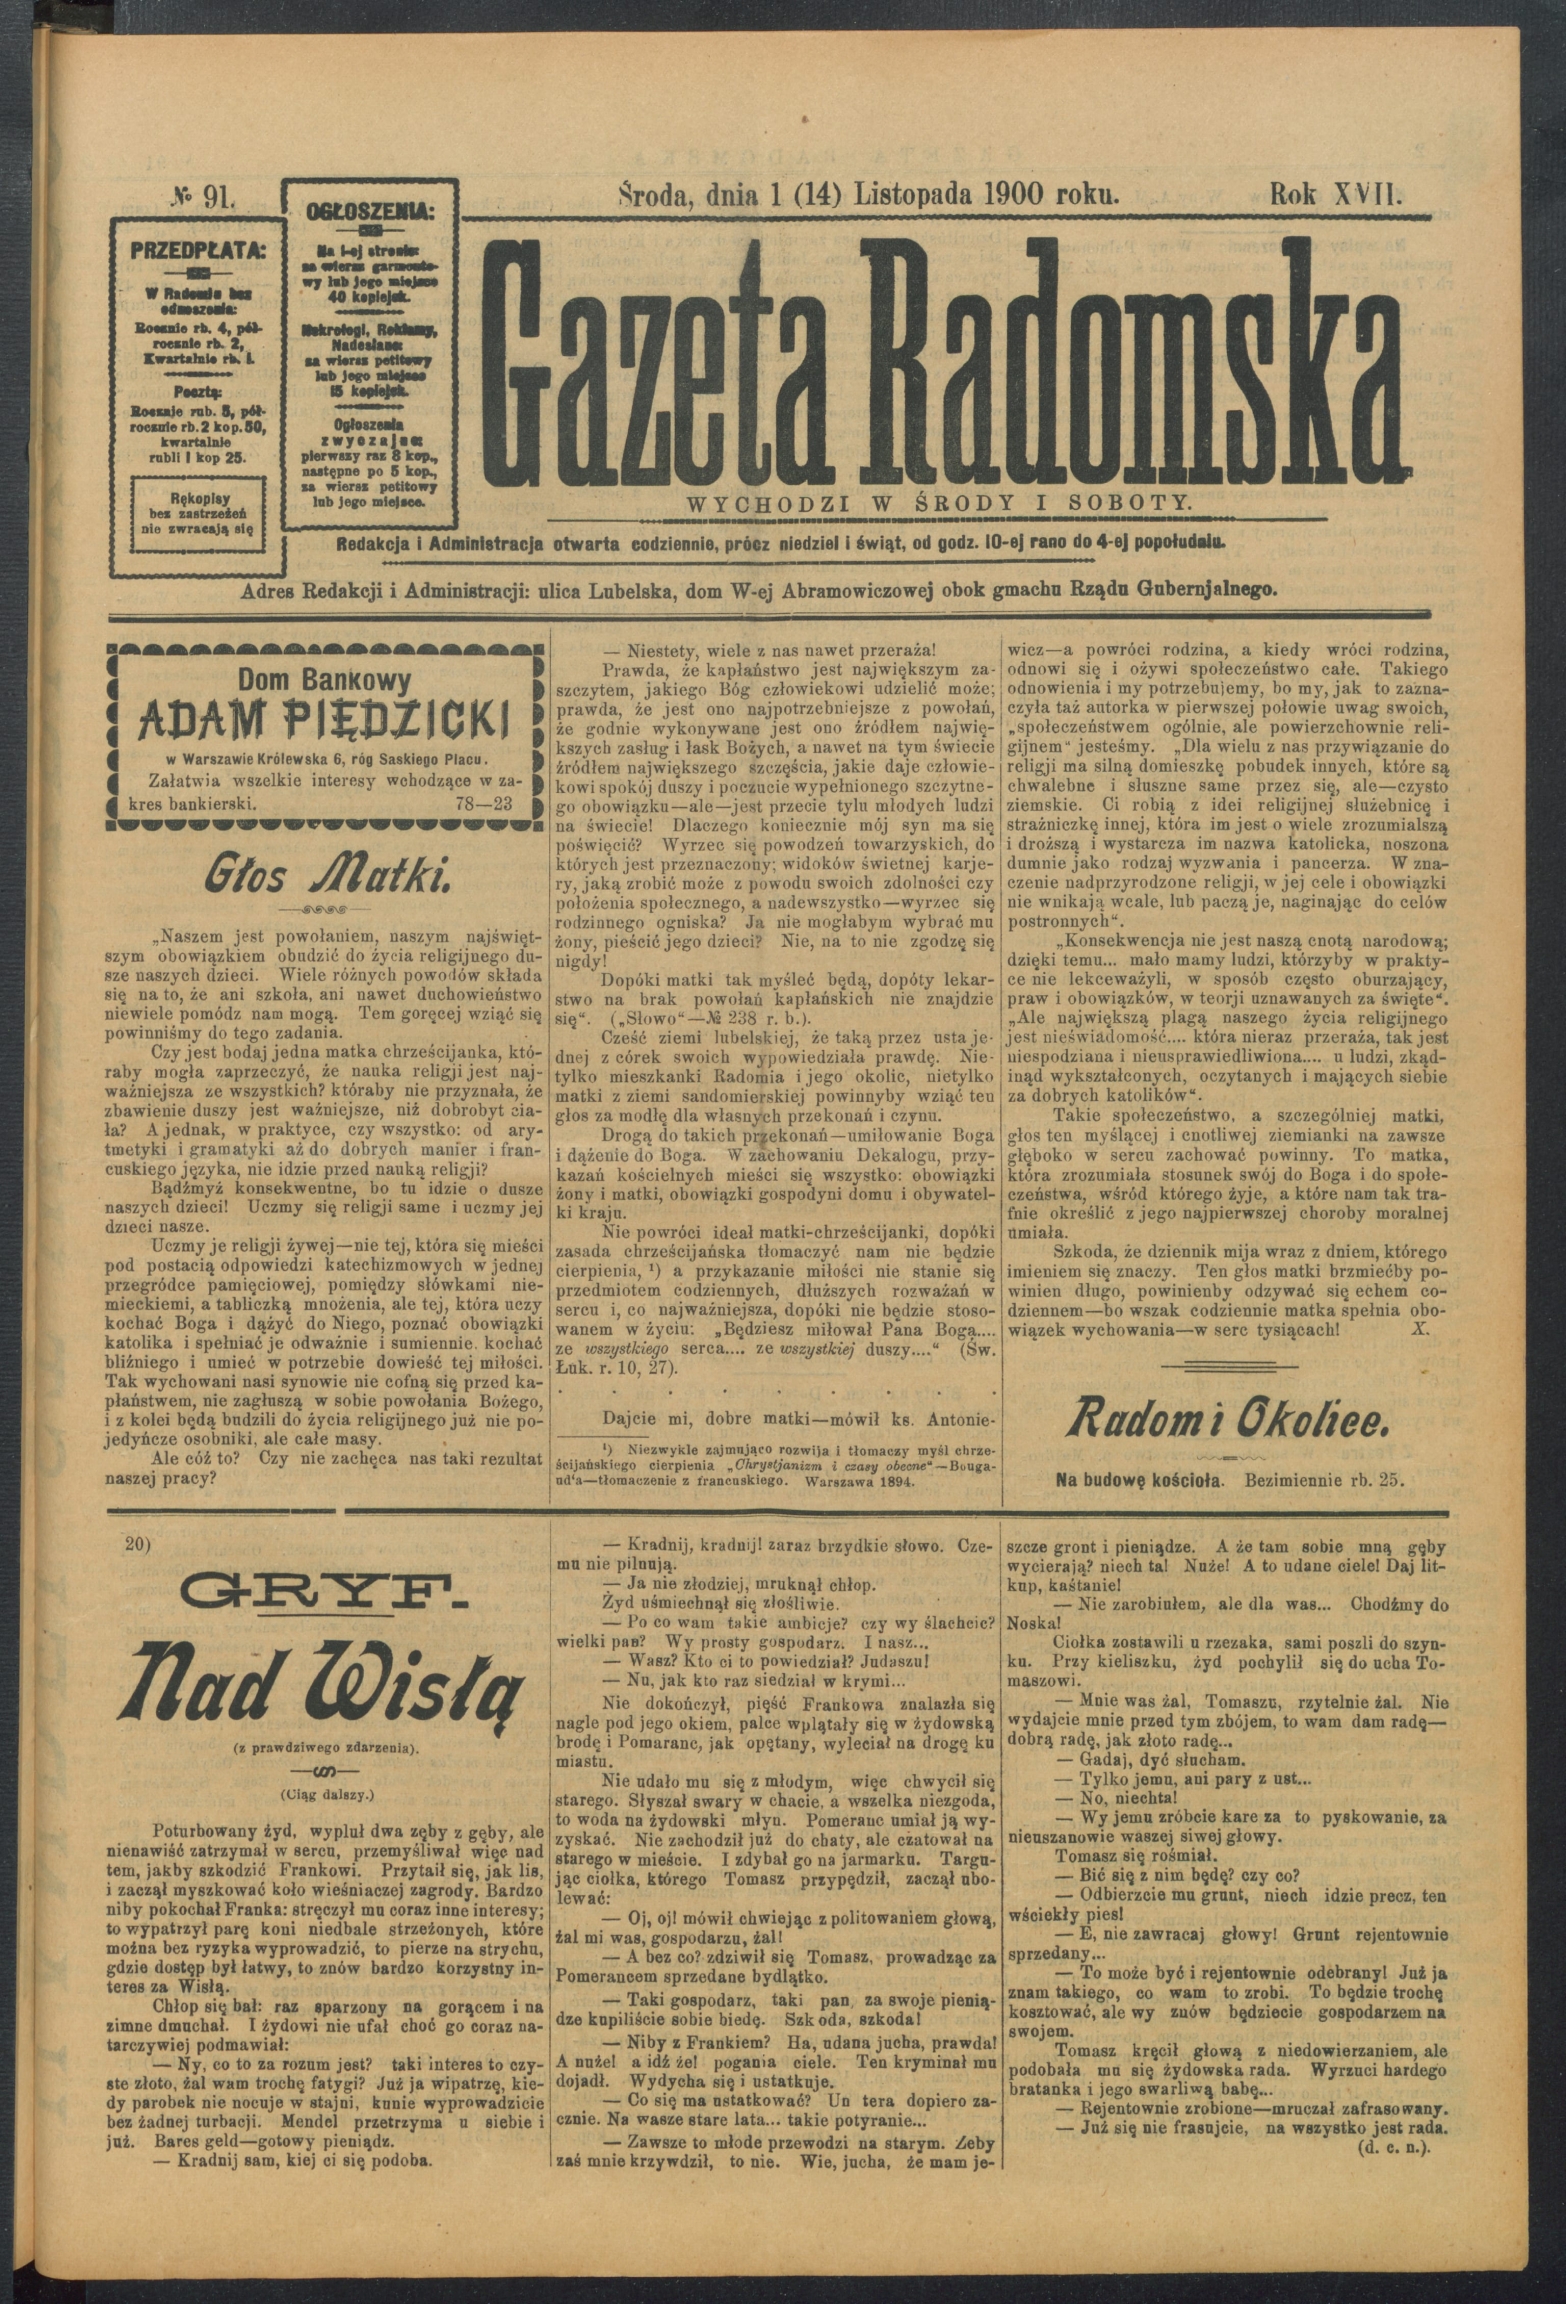 № 91.
Środa, dnia 1 (14) Listopada 1900 roku.
Rok XVII.
PRZEDPŁATA:
W Radomiu bez
odnoszenia:
Rocznie rb. 4, pół-
rocznie rb. 2,
Kwartalnie rb. 1.
Pocztą:
Rocznie rub. 5, pół-
rocznie rb. 2 kop. 50,
kwartalnie
rubli 1 kop 25.
Rękopisy
bez zastrzeżeń
nie zwracają się
OGŁOSZENIA:
Na 1-ej stronie:
za wiersz garmonto-
wy lub jego miejsce
40 kopiejek.
Nekrologi, Reklamy,
Nadesłane:
za wiersz petitowy
lub jego miejsce
15 kopiejek.
Ogłoszenia
zwyczajne:
pierwszy raz 8 kop.,
następne po 5 kop.,
za wiersz petitowy
lub jego miejsce.
Gazeta Radomska
WYCHODZI W ŚRODY I SOBOTY.
Redakcja i Administracja otwarta codziennie, prócz niedziel i świąt, od godz. 10-ej rano do 4-ej popołudniu.
Adres Redakcji i Administracji: ulica Lubelska, dom W-ej Abramowiczowej obok gmachu Rządu Gubernjalnego.
Dom Bankowy
ADAM PIĘDZICKI
w Warszawie Królewska 6, róg Saskiego Placu.
Załatwia wszelkie interesy wchodzące w za-
kres bankierski. 78—23
Głos Matki.
„Naszem jest powołaniem, naszym najświęt-
szym obowiązkiem obudzić do życia religijnego du-
sze naszych dzieci. Wiele różnych powodów składa
się na to, że ani szkoła, ani nawet duchowieństwo
niewiele pomódz nam mogą. Tem goręcej wziąć się
powinniśmy do tego zadania.
Czy jest bodaj jedna matka chrześcijanka, któ-
raby mogła zaprzeczyć, że nauka religji jest naj-
ważniejsza ze wszystkich? któraby nie przyznała, że
zbawienie duszy jest ważniejsze, niż dobrobyt cia-
ła? A jednak, w praktyce, czy wszystko: od ary-
tmetyki i gramatyki aż do dobrych manier i fran-
cuskiego języka, nie idzie przed nauką religji?
Bądźmyż konsekwentne, bo tu idzie o dusze
naszych dzieci! Uczmy się religji same i uczmy jej
dzieci nasze.
Uczmy je religji żywej—nie tej, która się mieści
pod postacią odpowiedzi katechizmowych w jednej
przegródce pamięciowej, pomiędzy słówkami nie-
mieckiemi, a tabliczką mnożenia, ale tej, która uczy
kochać Boga i dążyć do Niego, poznać obowiązki
katolika i spełniać je odważnie i sumiennie, kochać
bliźniego i umieć w potrzebie dowieść tej miłości.
Tak wychowani nasi synowie nie cofną się przed ka-
płaństwem, nie zagłuszą w sobie powołania Bożego,
i z kolei będą budzili do życia religijnego już nie po-
jedyńcze osobniki, ale całe masy.
Ale cóż to? Czy nie zachęca nas taki rezultat
naszej pracy?
— Niestety, wiele z nas nawet przeraża!
Prawda, że kapłaństwo jest największym za-
szczytem, jakiego Bóg człowiekowi udzielić może;
prawda, że jest ono najpotrzebniejsze z powołań,
że godnie wykonywane jest ono źródłem najwię-
kszych zasług i łask Bożych, a nawet na tym świecie
źródłem największego szczęścia, jakie daje człowie-
kowi spokój duszy i poczucie wypełnionego szczytne-
go obowiązku—ale—jest przecie tylu młodych ludzi
na świecie! Dlaczego koniecznie mój syn ma się
poświęcić? Wyrzec się powodzeń towarzyskich, do
których jest przeznaczony; widoków świetnej karje-
ry, jaką zrobić może z powodu swoich zdolności czy
położenia społecznego, a nadewszystko—wyrzec się
rodzinnego ogniska? Ja nie mogłabym wybrać mu
żony, pieścić jego dzieci? Nie, na to nie zgodzę się
nigdy!
Dopóki matki tak myśleć będą, dopóty lekar-
stwo na brak powołań kapłańskich nie znajdzie
się“. („Słowo“—№ 238 r. b.).
Cześć ziemi lubelskiej, że taką przez usta je-
dnej z córek swoich wypowiedziała prawdę. Nie-
tylko mieszkanki Radomia i jego okolic, nietylko
matki z ziemi sandomierskiej powinnyby wziąć ten
głos za modłę dla własnych przekonań i czynu.
Drogą do takich przekonań—umiłowanie Boga
i dążenie do Boga. W zachowaniu Dekalogu, przy-
kazań kościelnych mieści się wszystko: obowiązki
żony i matki, obowiązki gospodyni domu i obywatel-
ki kraju.
Nie powróci ideał matki-chrześcijanki, dopóki
zasada chrześcijańska tłomaczyć nam nie będzie
cierpienia, ¹) a przykazanie miłości nie stanie się
przedmiotem codziennych, dłuższych rozważań w
sercu i, co najważniejsza, dopóki nie będzie stoso-
wanem w życiu: „Będziesz miłował Pana Boga....
ze wszystkiego serca.... ze wszystkiej duszy....“ (Św.
Łuk. r. 10, 27).
. . . . . . . . .
Dajcie mi, dobre matki—mówił ks. Antonie-
¹) Niezwykle zajmująco rozwija i tłomaczy myśl chrze-
ścijańskiego cierpienia „Chrystjanizm i czasy obecne“—Bouga-
ud'a—tłomaczenie z francuskiego. Warszawa 1894.
wicz—a powróci rodzina, a kiedy wróci rodzina,
odnowi się i ożywi społeczeństwo całe. Takiego
odnowienia i my potrzebujemy, bo my, jak to zazna-
czyła taż autorka w pierwszej połowie uwag swoich,
„społeczeństwem ogólnie, ale powierzchownie reli-
gijnem“ jesteśmy. „Dla wielu z nas przywiązanie do
religji ma silną domieszkę pobudek innych, które są
chwalebne i słuszne same przez się, ale—czysto
ziemskie. Ci robią z idei religijnej służebnicę i
strażniczkę innej, która im jest o wiele zrozumialszą
i droższą i wystarcza im nazwa katolicka, noszona
dumnie jako rodzaj wyzwania i pancerza. W zna-
czenie nadprzyrodzone religji, w jej cele i obowiązki
nie wnikają wcale, lub paczą je, naginając do celów
postronnych“.
„Konsekwencja nie jest naszą cnotą narodową;
dzięki temu... mało mamy ludzi, którzyby w prakty-
ce nie lekceważyli, w sposób często oburzający,
praw i obowiązków, w teorji uznawanych za święte“.
„Ale największą plagą naszego życia religijnego
jest nieświadomość.... która nieraz przeraża, tak jest
niespodziana i nieusprawiedliwiona.... u ludzi, zkąd-
inąd wykształconych, oczytanych i mających siebie
za dobrych katolików“.
Takie społeczeństwo, a szczególniej matki,
głos ten myślącej i cnotliwej ziemianki na zawsze
głęboko w sercu zachować powinny. To matka,
która zrozumiała stosunek swój do Boga i do społe-
czeństwa, wśród którego żyje, a które nam tak tra-
fnie określić z jego najpierwszej choroby moralnej
umiała.
Szkoda, że dziennik mija wraz z dniem, którego
imieniem się znaczy. Ten głos matki brzmiećby po-
winien długo, powinienby odzywać się echem co-
dziennem—bo wszak codziennie matka spełnia obo-
wiązek wychowania—w serc tysiącach! X.
Radom i Okolice.
Na budowę kościoła. Bezimiennie rb. 25.
20)
GRYF.
Nad Wisłą
(z prawdziwego zdarzenia).
(Ciąg dalszy.)
Poturbowany żyd, wypluł dwa zęby z gęby, ale
nienawiść zatrzymał w sercu, przemyśliwał więc nad
tem, jakby szkodzić Frankowi. Przytaił się, jak lis,
i zaczął myszkować koło wieśniaczej zagrody. Bardzo
niby pokochał Franka: stręczył mu coraz inne interesy;
to wypatrzył parę koni niedbale strzeżonych, które
można bez ryzyka wyprowadzić, to pierze na strychu,
gdzie dostęp był łatwy, to znów bardzo korzystny in-
teres za Wisłą.
Chłop się bał: raz sparzony na gorącem i na
zimne dmuchał. I żydowi nie ufał choć go coraz na-
tarczywiej podmawiał:
— Ny, co to za rozum jest? taki interes to czy-
ste złoto, żal wam trochę fatygi? Już ja wipatrzę, kie-
dy parobek nie nocuje w stajni, kunie wyprowadzicie
bez żadnej turbacji. Mendel przetrzyma u siebie i
już. Bares geld—gotowy pieniądz.
— Kradnij sam, kiej ci się podoba.
— Kradnij, kradnij! zaraz brzydkie słowo. Cze-
mu nie pilnują.
— Ja nie złodziej, mruknął chłop.
Żyd uśmiechnął się złośliwie.
— Po co wam takie ambicje? czy wy ślachcic?
wielki pan? Wy prosty gospodarz. I nasz...
— Wasz? Kto ci to powiedział? Judaszu!
— Nu, jak kto raz siedział w krymi...
Nie dokończył, pięść Frankowa znalazła się
nagle pod jego okiem, palce wplątały się w żydowską
brodę i Pomaranc, jak opętany, wyleciał na drogę ku
miastu.
Nie udało mu się z młodym, więc chwycił się
starego. Słyszał swary w chacie, a wszelka niezgoda,
to woda na żydowski młyn. Pomeranc umiał ją wy-
zyskać. Nie zachodził już do chaty, ale czatował na
starego w mieście. I zdybał go na jarmarku. Targu-
jąc ciołka, którego Tomasz przypędził, zaczął ubo-
lewać:
— Oj, oj! mówił chwiejąc z politowaniem głową,
żal mi was, gospodarzu, żal!
— A bez co? zdziwił się Tomasz, prowadząc za
Pomerancem sprzedane bydlątko.
— Taki gospodarz, taki pan, za swoje pienią-
dze kupiliście sobie biedę. Szkoda, szkoda!
— Niby z Frankiem? Ha, udana jucha, prawda!
A nuże! a idź że! pogania ciele. Ten kryminał mu
dojadł. Wydycha się i ustatkuje.
— Co się ma ustatkować? Un tera dopiero za-
cznie. Na wasze stare lata... takie potyranie...
— Zawsze to młode przewodzi na starym. Żeby
zaś mnie krzywdził, to nie. Wie, jucha, że mam je-
szcze gront i pieniądze. A że tam sobie mną gęby
wycierają? niech ta! Nuże! A to udane ciele! Daj lit-
kup, kaśtanie!
— Nie zarobiułem, ale dla was... Chodźmy do
Noska!
Ciołka zostawili u rzezaka, sami poszli do szyn-
ku. Przy kieliszku, żyd pochylił się do ucha To-
maszowi.
— Mnie was żal, Tomaszu, rzytelnie żal. Nie
wydajcie mnie przed tym zbójem, to wam dam radę—
dobrą radę, jak złoto radę...
— Gadaj, dyć słucham.
— Tylko jemu, ani pary z ust...
— No, niechta!
— Wy jemu zróbcie kare za to pyskowanie, za
nieuszanowie waszej siwej głowy.
Tomasz się rośmiał.
— Bić się z nim będę? czy co?
— Odbierzcie mu grunt, niech idzie precz, ten
wściekły pies!
— E, nie zawracaj głowy! Grunt rejentownie
sprzedany...
— To może być i rejentownie odebrany! Już ja
znam takiego, co wam to zrobi. To będzie trochę
kosztować, ale wy znów będziecie gospodarzem na
swojem.
Tomasz kręcił głową z niedowierzaniem, ale
podobała mu się żydowska rada. Wyrzuci hardego
bratanka i jego swarliwą babę...
— Rejentownie zrobione—mruczał zafrasowany.
— Już się nie frasujcie, na wszystko jest rada.
(d. c. n.).